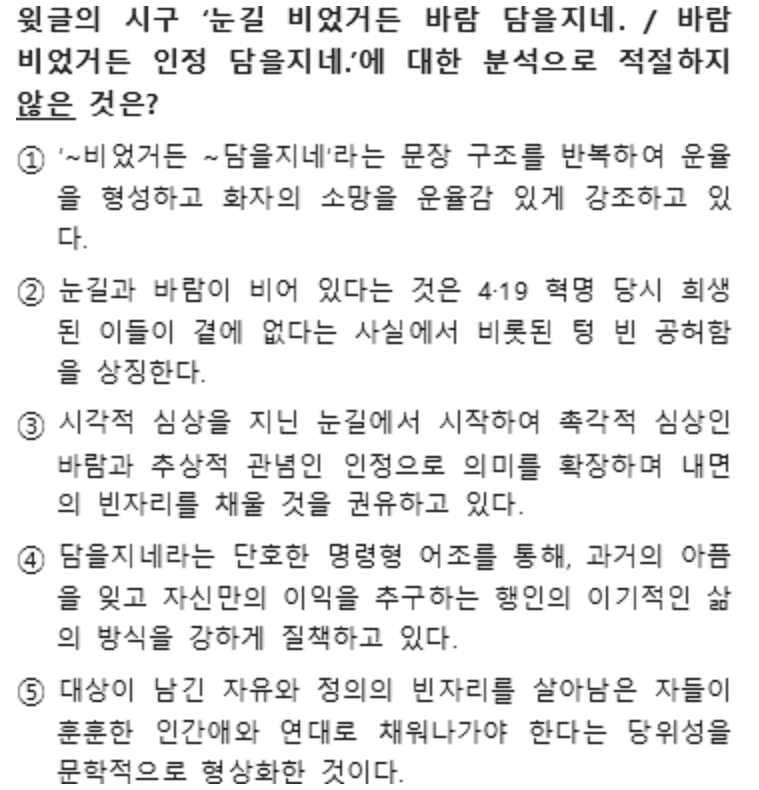 윗글의 시구 '눈길 비었거든 바람 담을지네. / 바람
비었거든 인정 담을지네.'에 대한 분석으로 적절하지
않은 것은?
① '~비었거든 ~담을지네'라는 문장 구조를 반복하여 운율
을 형성하고 화자의 소망을 운율감 있게 강조하고 있
다.
② 눈길과 바람이 비어 있다는 것은 4·19 혁명 당시 희생
된 이들이 곁에 없다는 사실에서 비롯된 텅 빈 공허함
을 상징한다.
③ 시각적 심상을 지닌 눈길에서 시작하여 촉각적 심상인
바람과 추상적 관념인 인정으로 의미를 확장하며 내면
의 빈자리를 채울 것을 권유하고 있다.
④ 담을지네라는 단호한 명령형 어조를 통해, 과거의 아픔
을 잊고 자신만의 이익을 추구하는 행인의 이기적인 삶
의 방식을 강하게 질책하고 있다.
⑤ 대상이 남긴 자유와 정의의 빈자리를 살아남은 자들이
훈훈한 인간애와 연대로 채워나가야 한다는 당위성을
문학적으로 형상화한 것이다.